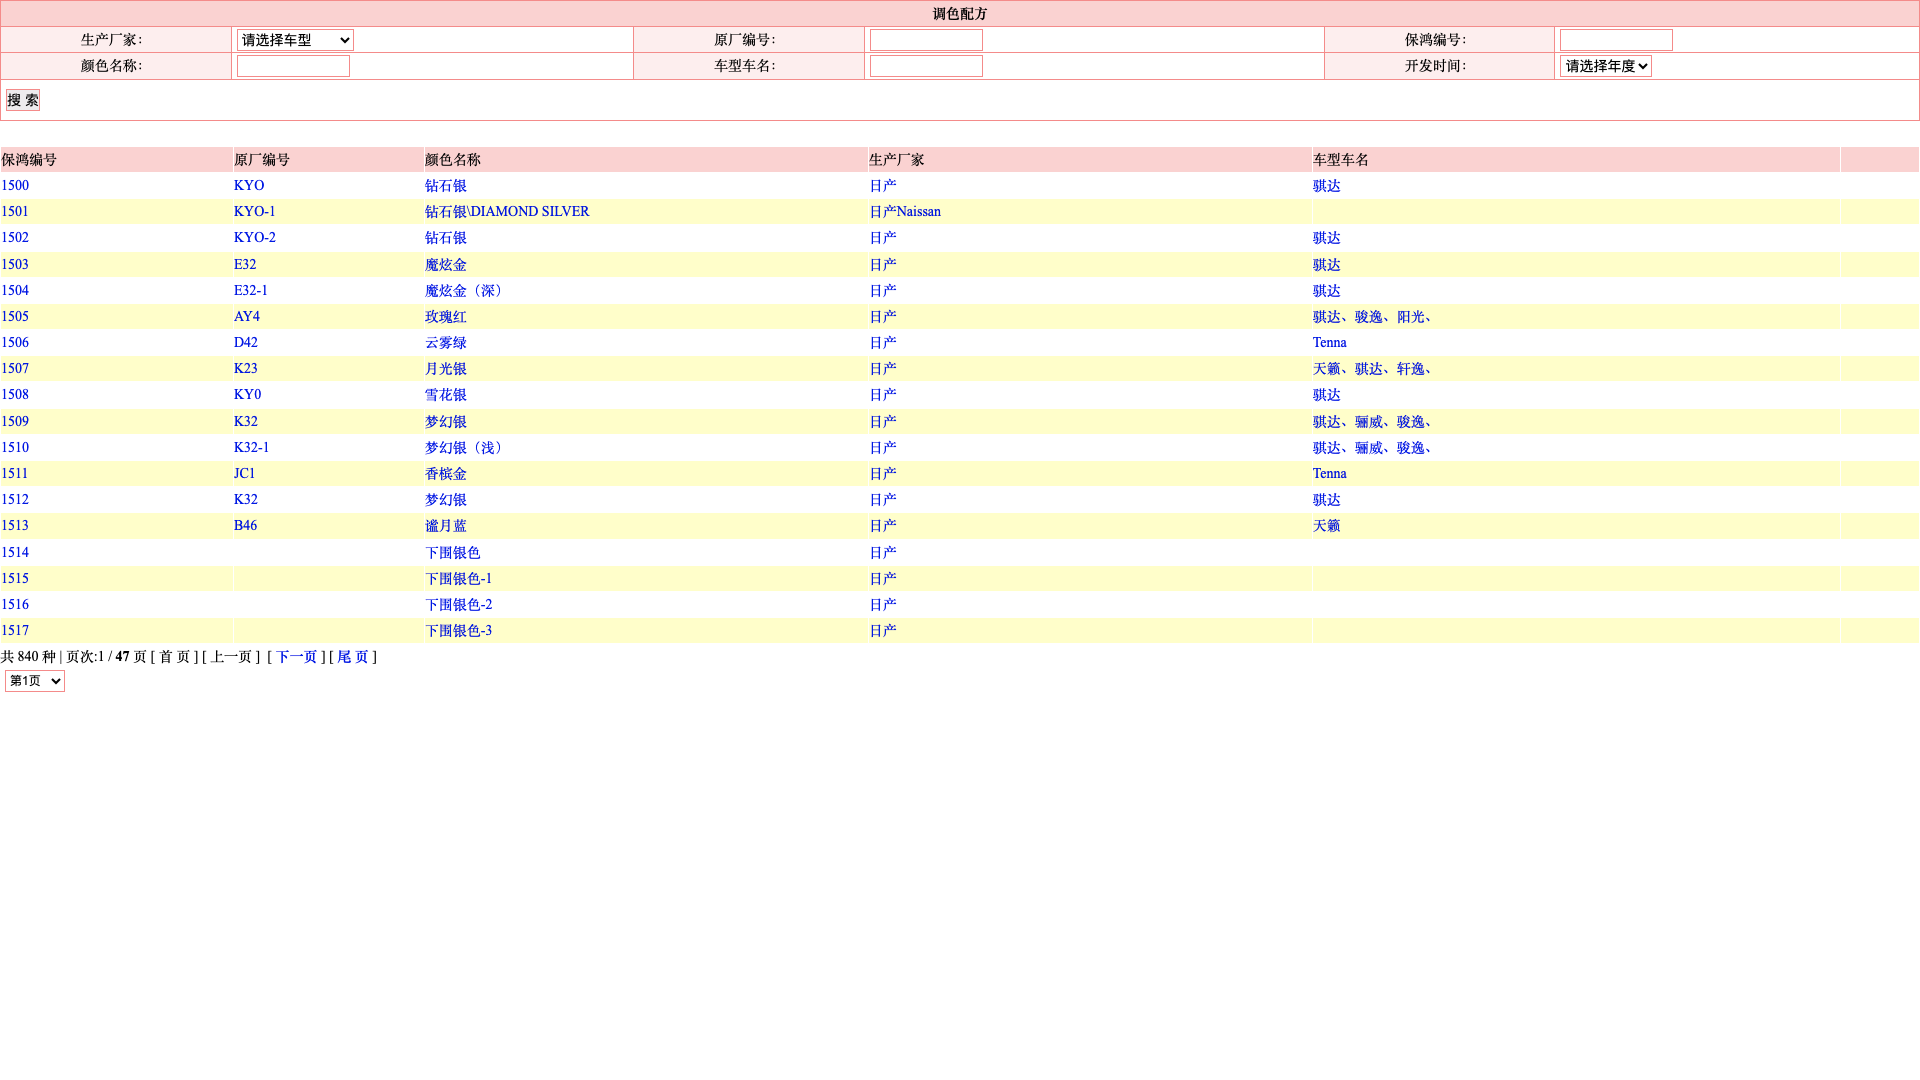 调色配方
生产厂家： 请选择车型 原厂编号： 保鸿编号：
颜色名称： 车型车名： 开发时间： 请选择年度
搜 索
保鸿编号 原厂编号 颜色名称 生产厂家 车型车名
1500 KYO 钻石银 日产 骐达
1501 KYO-1 钻石银\DIAMOND SILVER 日产Naissan
1502 KYO-2 钻石银 日产 骐达
1503 E32 魔炫金 日产 骐达
1504 E32-1 魔炫金（深） 日产 骐达
1505 AY4 玫瑰红 日产 骐达、骏逸、阳光、
1506 D42 云雾绿 日产 Tenna
1507 K23 月光银 日产 天籁、骐达、轩逸、
1508 KY0 雪花银 日产 骐达
1509 K32 梦幻银 日产 骐达、骊威、骏逸、
1510 K32-1 梦幻银（浅） 日产 骐达、骊威、骏逸、
1511 JC1 香槟金 日产 Tenna
1512 K32 梦幻银 日产 骐达
1513 B46 谧月蓝 日产 天籁
1514 下围银色 日产
1515 下围银色-1 日产
1516 下围银色-2 日产
1517 下围银色-3 日产
共 840 种 | 页次:1 / 47 页 [ 首 页 ] [ 上一页 ] [ 下一页 ] [ 尾 页 ]
第1页